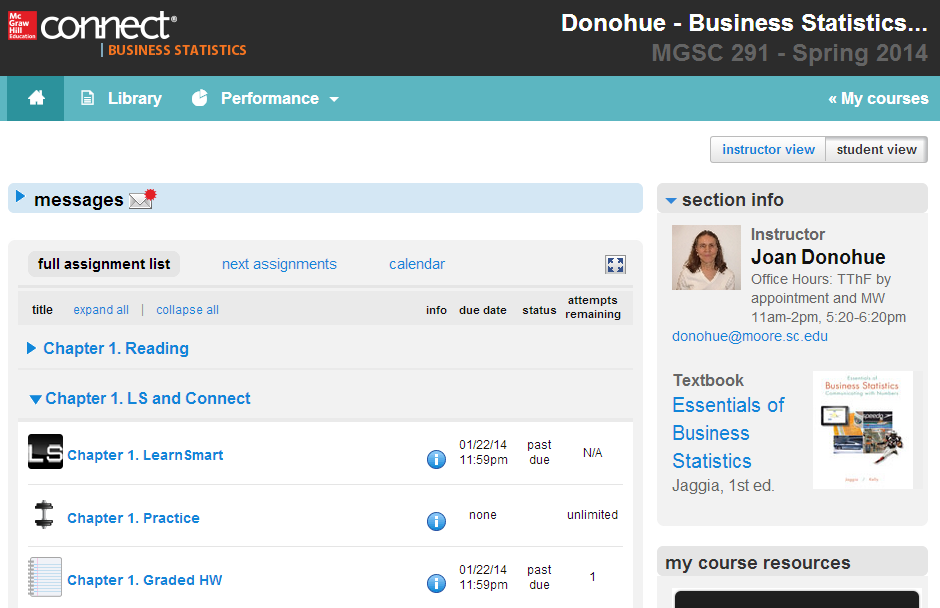 Mc
Graw
Hill
Education
connect®
| BUSINESS STATISTICS
Donohue - Business Statistics...
MGSC 291 - Spring 2014
Library
Performance
« My courses
instructor view
student view
messages
full assignment list
next assignments
calendar
title
expand all | collapse all
info
due date
status
attempts
remaining
Chapter 1. Reading
Chapter 1. LS and Connect
LS
Chapter 1. LearnSmart
i
01/22/14
11:59pm
past
due
N/A
Chapter 1. Practice
i
none
unlimited
Chapter 1. Graded HW
i
01/22/14
11:59pm
past
due
1
section info
Instructor
Joan Donohue
Office Hours: TThF by
appointment and MW
11am-2pm, 5:20-6:20pm
donohue@moore.sc.edu
Textbook
Essentials of
Business
Statistics
Jaggia, 1st ed.
Essentials of
Business Statistics
Communicating with Numbers
Jaggia / Kelly
my course resources